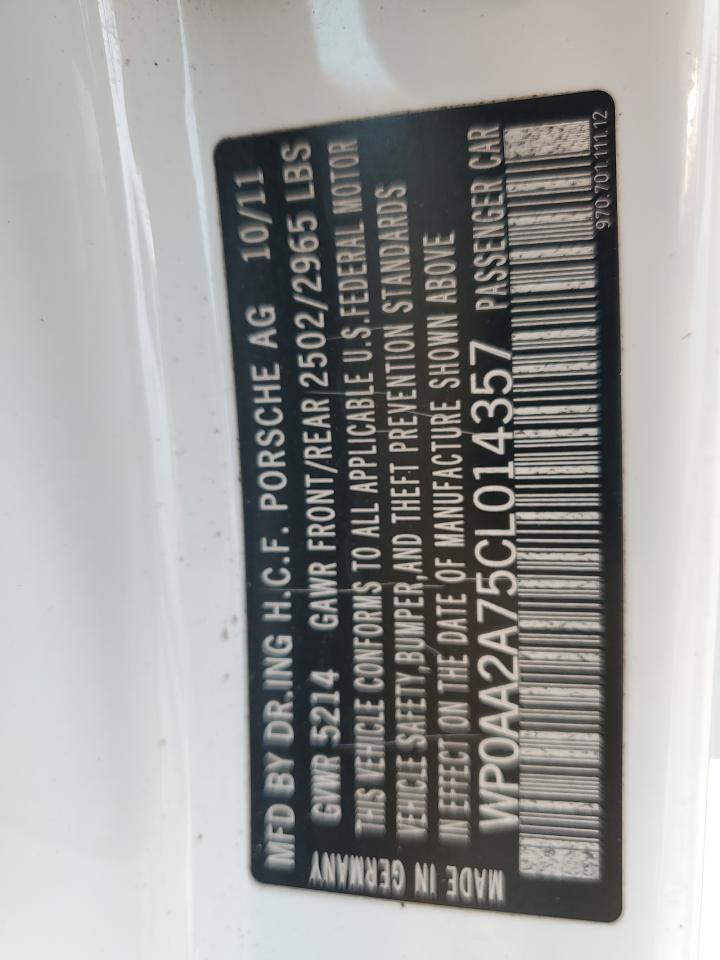 MFD BY DR.ING H.C.F. PORSCHE AG 10/11
GVWR 5214 GAWR FRONT/REAR 2502/2965 LBS
THIS VEHICLE CONFORMS TO ALL APPLICABLE U.S.FEDERAL MOTOR
VEHICLE SAFETY,BUMPER,AND THEFT PREVENTION STANDARDS
IN EFFECT ON THE DATE OF MANUFACTURE SHOWN ABOVE
WP0AA2A75CL014357 PASSENGER CAR
970.701.111.12
MADE IN GERMANY